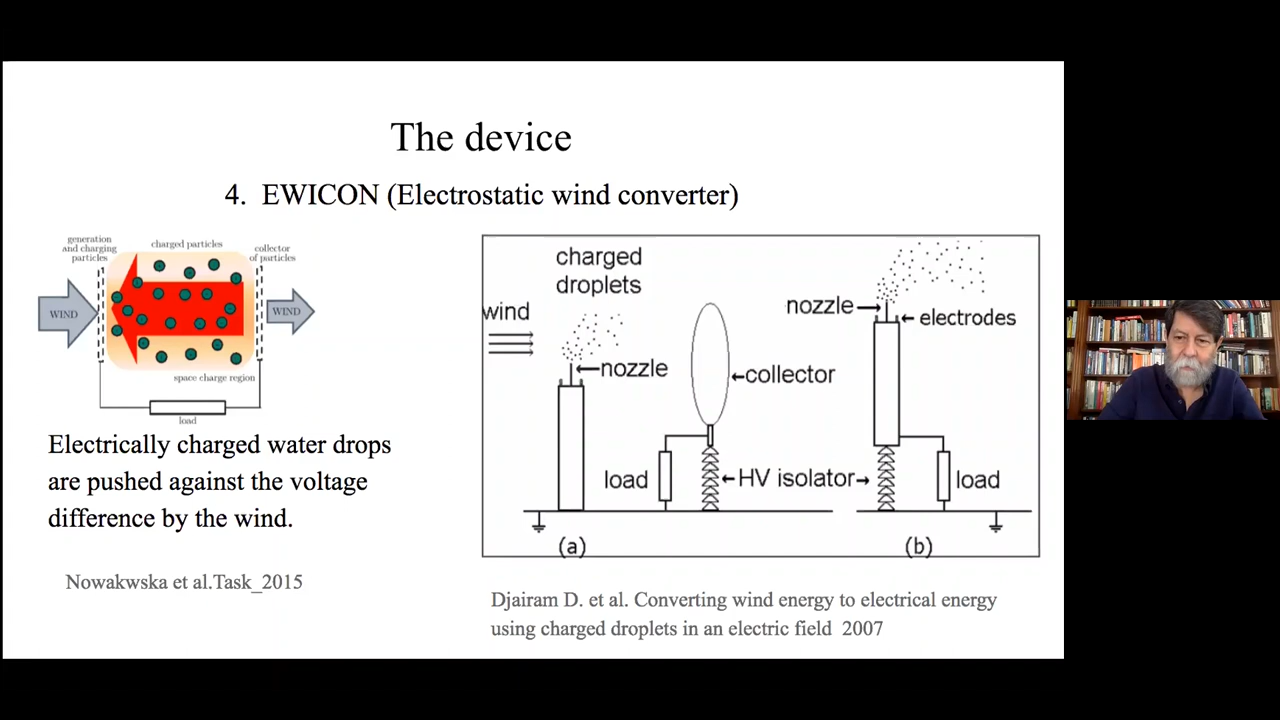 The device
4. EWICON (Electrostatic wind converter)
generation
and charging
particles
charged particles
collector
of particles
WIND
WIND
space charge region
load
Electrically charged water drops
are pushed against the voltage
difference by the wind.
Nowakwska et al.Task_2015
charged
droplets
wind
nozzle
collector
load
HV isolator
(a)
nozzle
electrodes
load
(b)
Djairam D. et al. Converting wind energy to electrical energy
using charged droplets in an electric field 2007